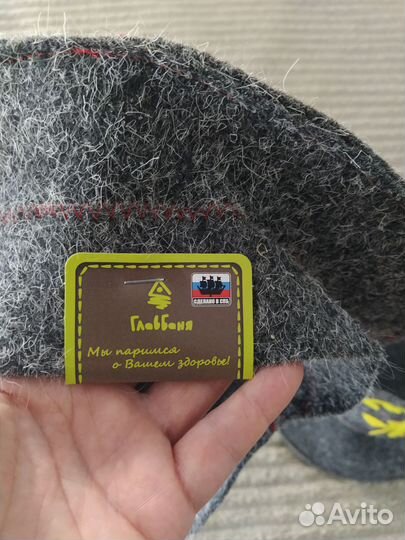 СДЕЛАНО В СПБ
ГлавБаня
Мы паримся
о Вашем здоровье!
Avito